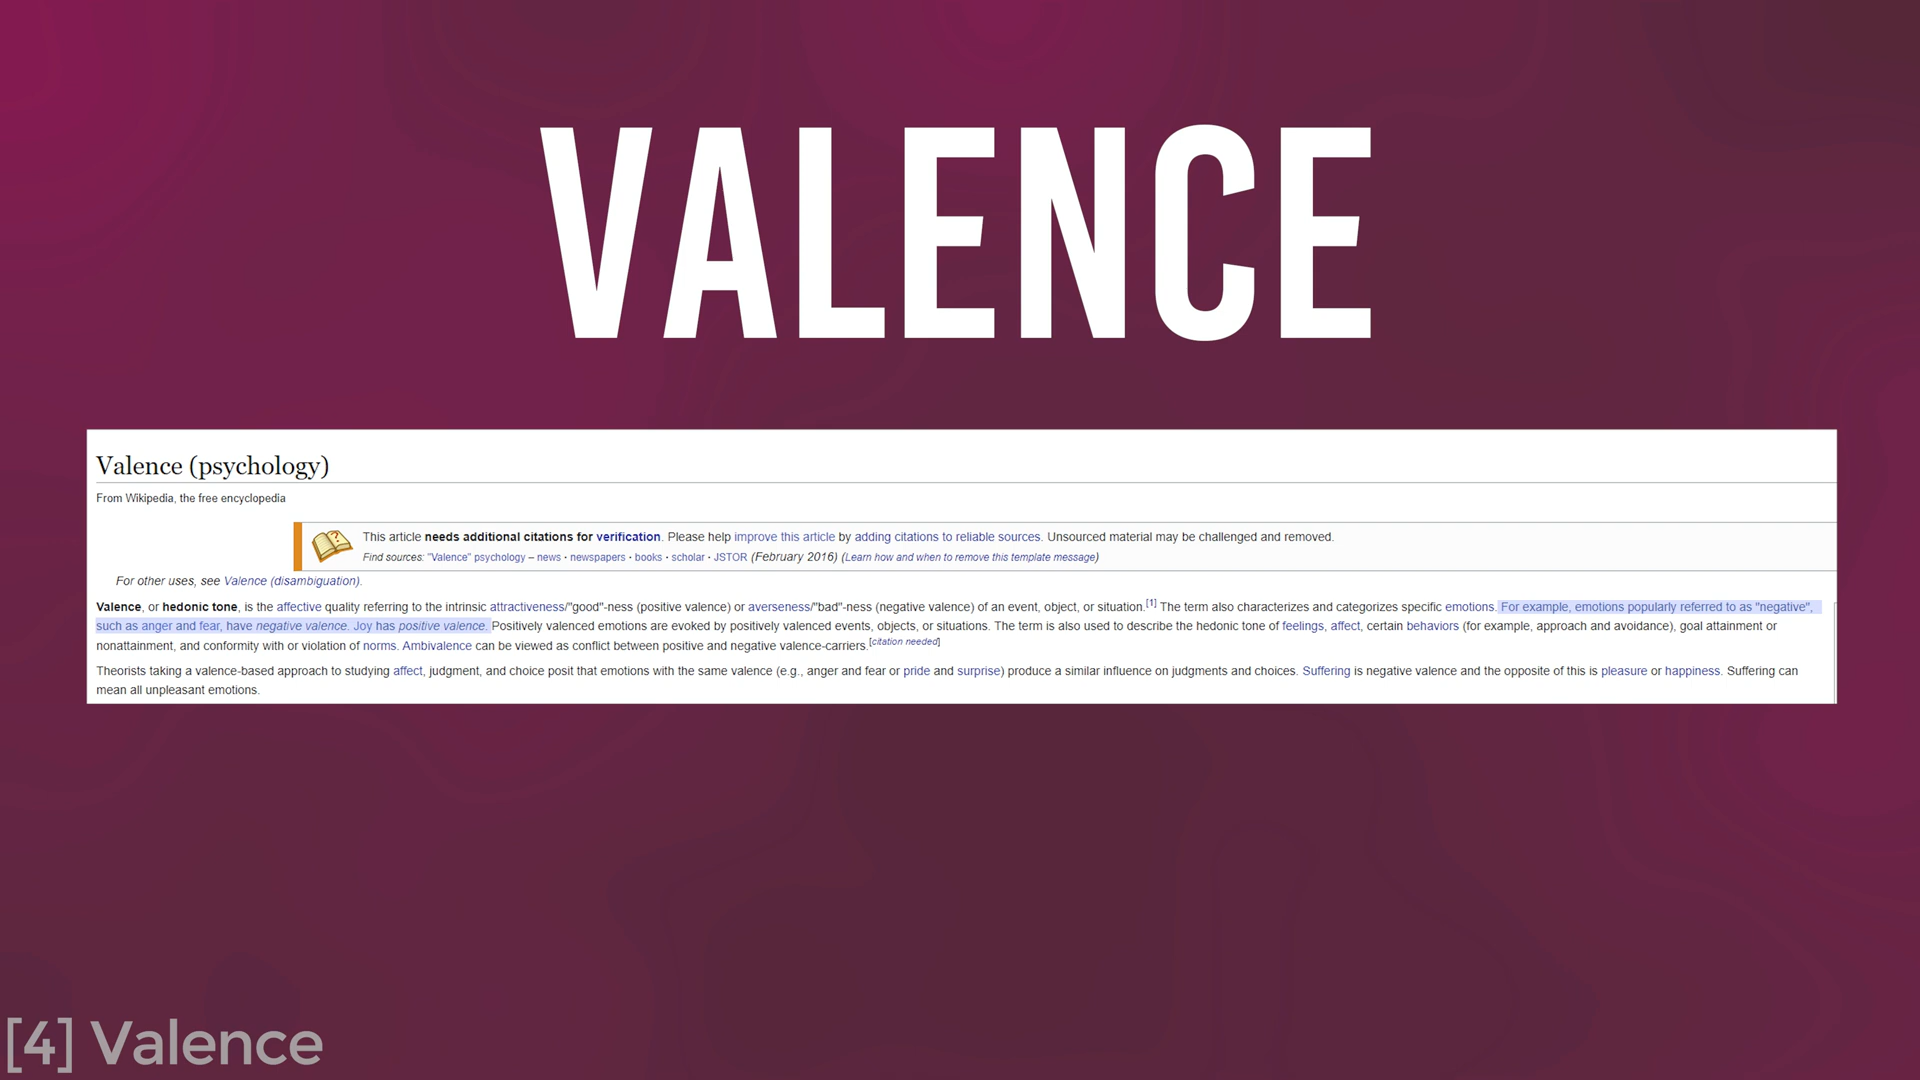 VALENCE
Valence (psychology)
From Wikipedia, the free encyclopedia
This article needs additional citations for verification. Please help improve this article by adding citations to reliable sources. Unsourced material may be challenged and removed.
Find sources: "Valence" psychology – news · newspapers · books · scholar · JSTOR (February 2016) (Learn how and when to remove this template message)
For other uses, see Valence (disambiguation).
Valence, or hedonic tone, is the affective quality referring to the intrinsic attractiveness/"good"-ness (positive valence) or averseness/"bad"-ness (negative valence) of an event, object, or situation.[1] The term also characterizes and categorizes specific emotions. For example, emotions popularly referred to as "negative",
such as anger and fear, have negative valence. Joy has positive valence. Positively valenced emotions are evoked by positively valenced events, objects, or situations. The term is also used to describe the hedonic tone of feelings, affect, certain behaviors (for example, approach and avoidance), goal attainment or
nonattainment, and conformity with or violation of norms. Ambivalence can be viewed as conflict between positive and negative valence-carriers.[citation needed]
Theorists taking a valence-based approach to studying affect, judgment, and choice posit that emotions with the same valence (e.g., anger and fear or pride and surprise) produce a similar influence on judgments and choices. Suffering is negative valence and the opposite of this is pleasure or happiness. Suffering can
mean all unpleasant emotions.
[4] Valence